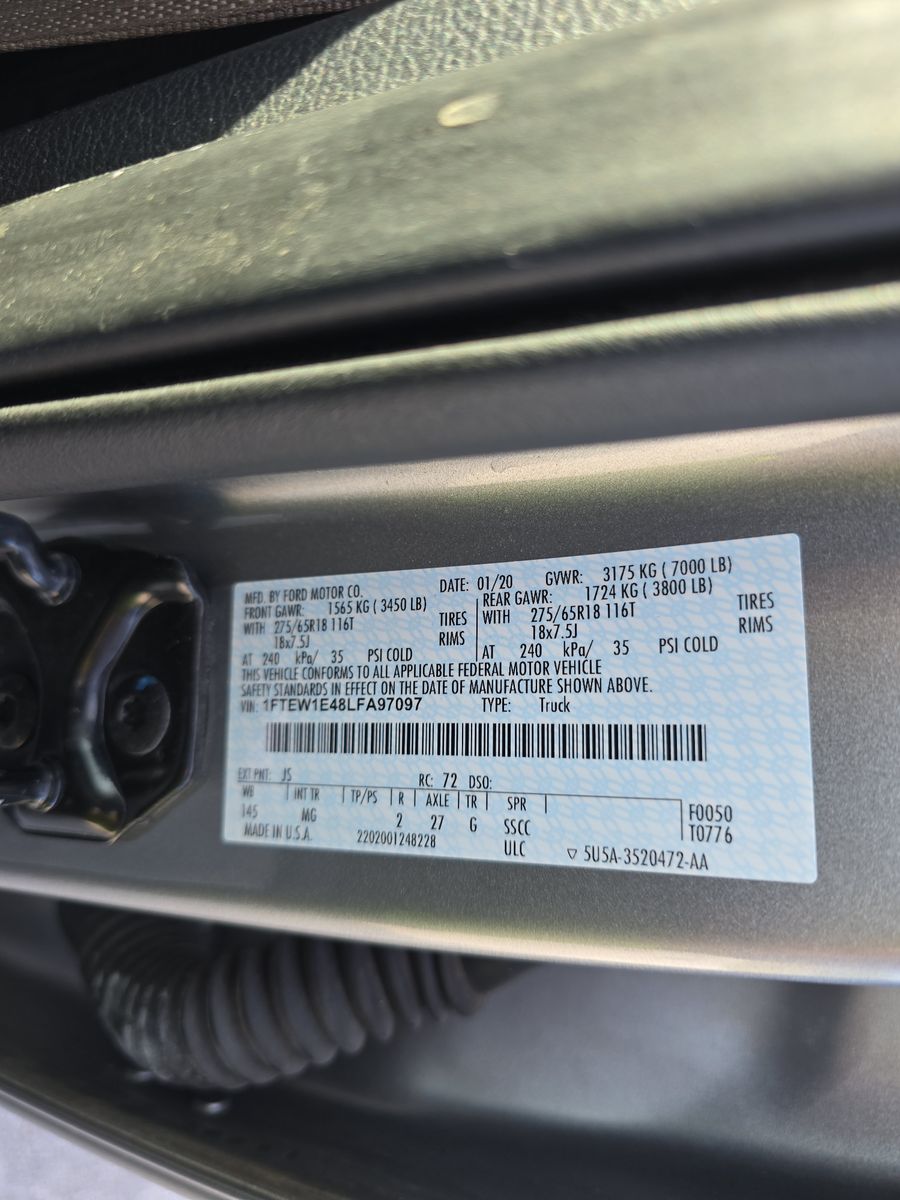 MFD. BY FORD MOTOR CO. DATE: 01/20 GVWR: 3175 KG ( 7000 LB)
FRONT GAWR: 1565 KG ( 3450 LB) REAR GAWR: 1724 KG ( 3800 LB)
WITH 275/65R18 116T TIRES WITH 275/65R18 116T TIRES
18x7.5J RIMS 18x7.5J RIMS
AT 240 kPa/ 35 PSI COLD AT 240 kPa/ 35 PSI COLD
THIS VEHICLE CONFORMS TO ALL APPLICABLE FEDERAL MOTOR VEHICLE
SAFETY STANDARDS IN EFFECT ON THE DATE OF MANUFACTURE SHOWN ABOVE.
VIN: 1FTEW1E48LFA97097 TYPE: Truck
EXT PNT: JS RC: 72 DSO:
WB INT TR TP/PS R AXLE TR SPR F0050
145 MG 2 27 G SSCC T0776
MADE IN U.S.A. 2202001248228 ULC ▽ 5U5A-3520472-AA